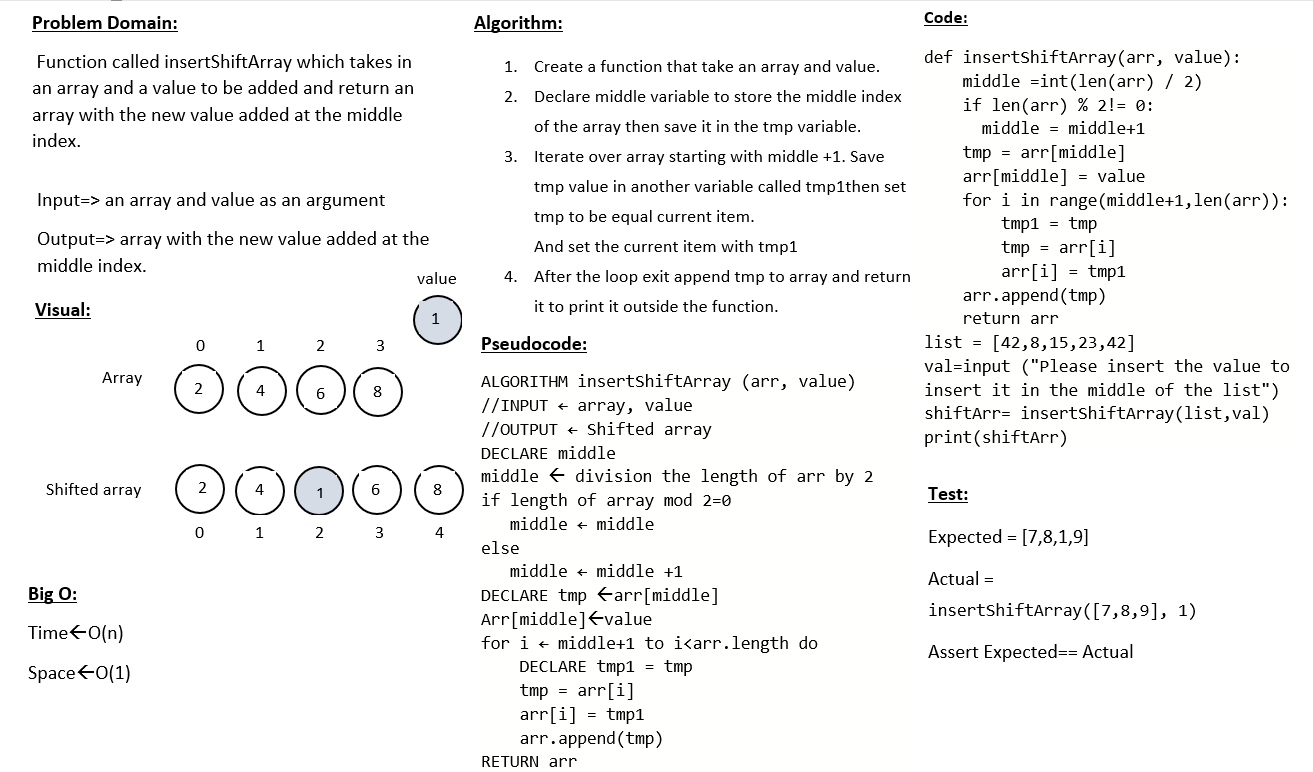 Problem Domain:
Function called insertShiftArray which takes in
an array and a value to be added and return an
array with the new value added at the middle
index.
Input=> an array and value as an argument
Output=> array with the new value added at the
middle index.
value
1
Visual:
0 1 2 3
Array 2 4 6 8
Shifted array 2 4 1 6 8
0 1 2 3 4
Big O:
Time←O(n)
Space←O(1)
Algorithm:
1. Create a function that take an array and value.
2. Declare middle variable to store the middle index
of the array then save it in the tmp variable.
3. Iterate over array starting with middle +1. Save
tmp value in another variable called tmp1then set
tmp to be equal current item.
And set the current item with tmp1
4. After the loop exit append tmp to array and return
it to print it outside the function.
Pseudocode:
ALGORITHM insertShiftArray (arr, value)
//INPUT ← array, value
//OUTPUT ← Shifted array
DECLARE middle
middle ← division the length of arr by 2
if length of array mod 2=0
   middle ← middle
else
   middle ← middle +1
DECLARE tmp ←arr[middle]
Arr[middle]←value
for i ← middle+1 to i<arr.length do
    DECLARE tmp1 = tmp
    tmp = arr[i]
    arr[i] = tmp1
    arr.append(tmp)
RETURN arr
Code:
def insertShiftArray(arr, value):
    middle =int(len(arr) / 2)
    if len(arr) % 2!= 0:
      middle = middle+1
    tmp = arr[middle]
    arr[middle] = value
    for i in range(middle+1,len(arr)):
        tmp1 = tmp
        tmp = arr[i]
        arr[i] = tmp1
    arr.append(tmp)
    return arr
list = [42,8,15,23,42]
val=input ("Please insert the value to
insert it in the middle of the list")
shiftArr= insertShiftArray(list,val)
print(shiftArr)
Test:
Expected = [7,8,1,9]
Actual =
insertShiftArray([7,8,9], 1)
Assert Expected== Actual